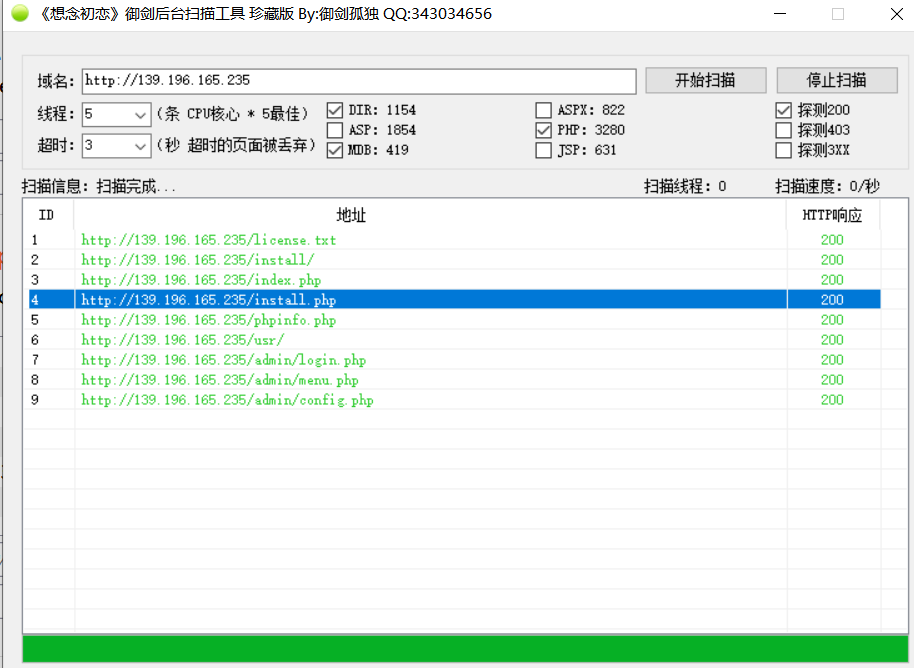 《想念初恋》御剑后台扫描工具 珍藏版 By:御剑孤独 QQ:343034656
域名: http://139.196.165.235 开始扫描 停止扫描
线程: 5 (条 CPU核心 * 5最佳) DIR: 1154 ASPX: 822 探测200
ASP: 1854 PHP: 3280 探测403
超时: 3 (秒 超时的页面被丢弃) MDB: 419 JSP: 631 探测3XX
扫描信息: 扫描完成... 扫描线程: 0 扫描速度: 0/秒
ID 地址 HTTP响应
1 http://139.196.165.235/license.txt 200
2 http://139.196.165.235/install/ 200
3 http://139.196.165.235/index.php 200
4 http://139.196.165.235/install.php 200
5 http://139.196.165.235/phpinfo.php 200
6 http://139.196.165.235/usr/ 200
7 http://139.196.165.235/admin/login.php 200
8 http://139.196.165.235/admin/menu.php 200
9 http://139.196.165.235/admin/config.php 200